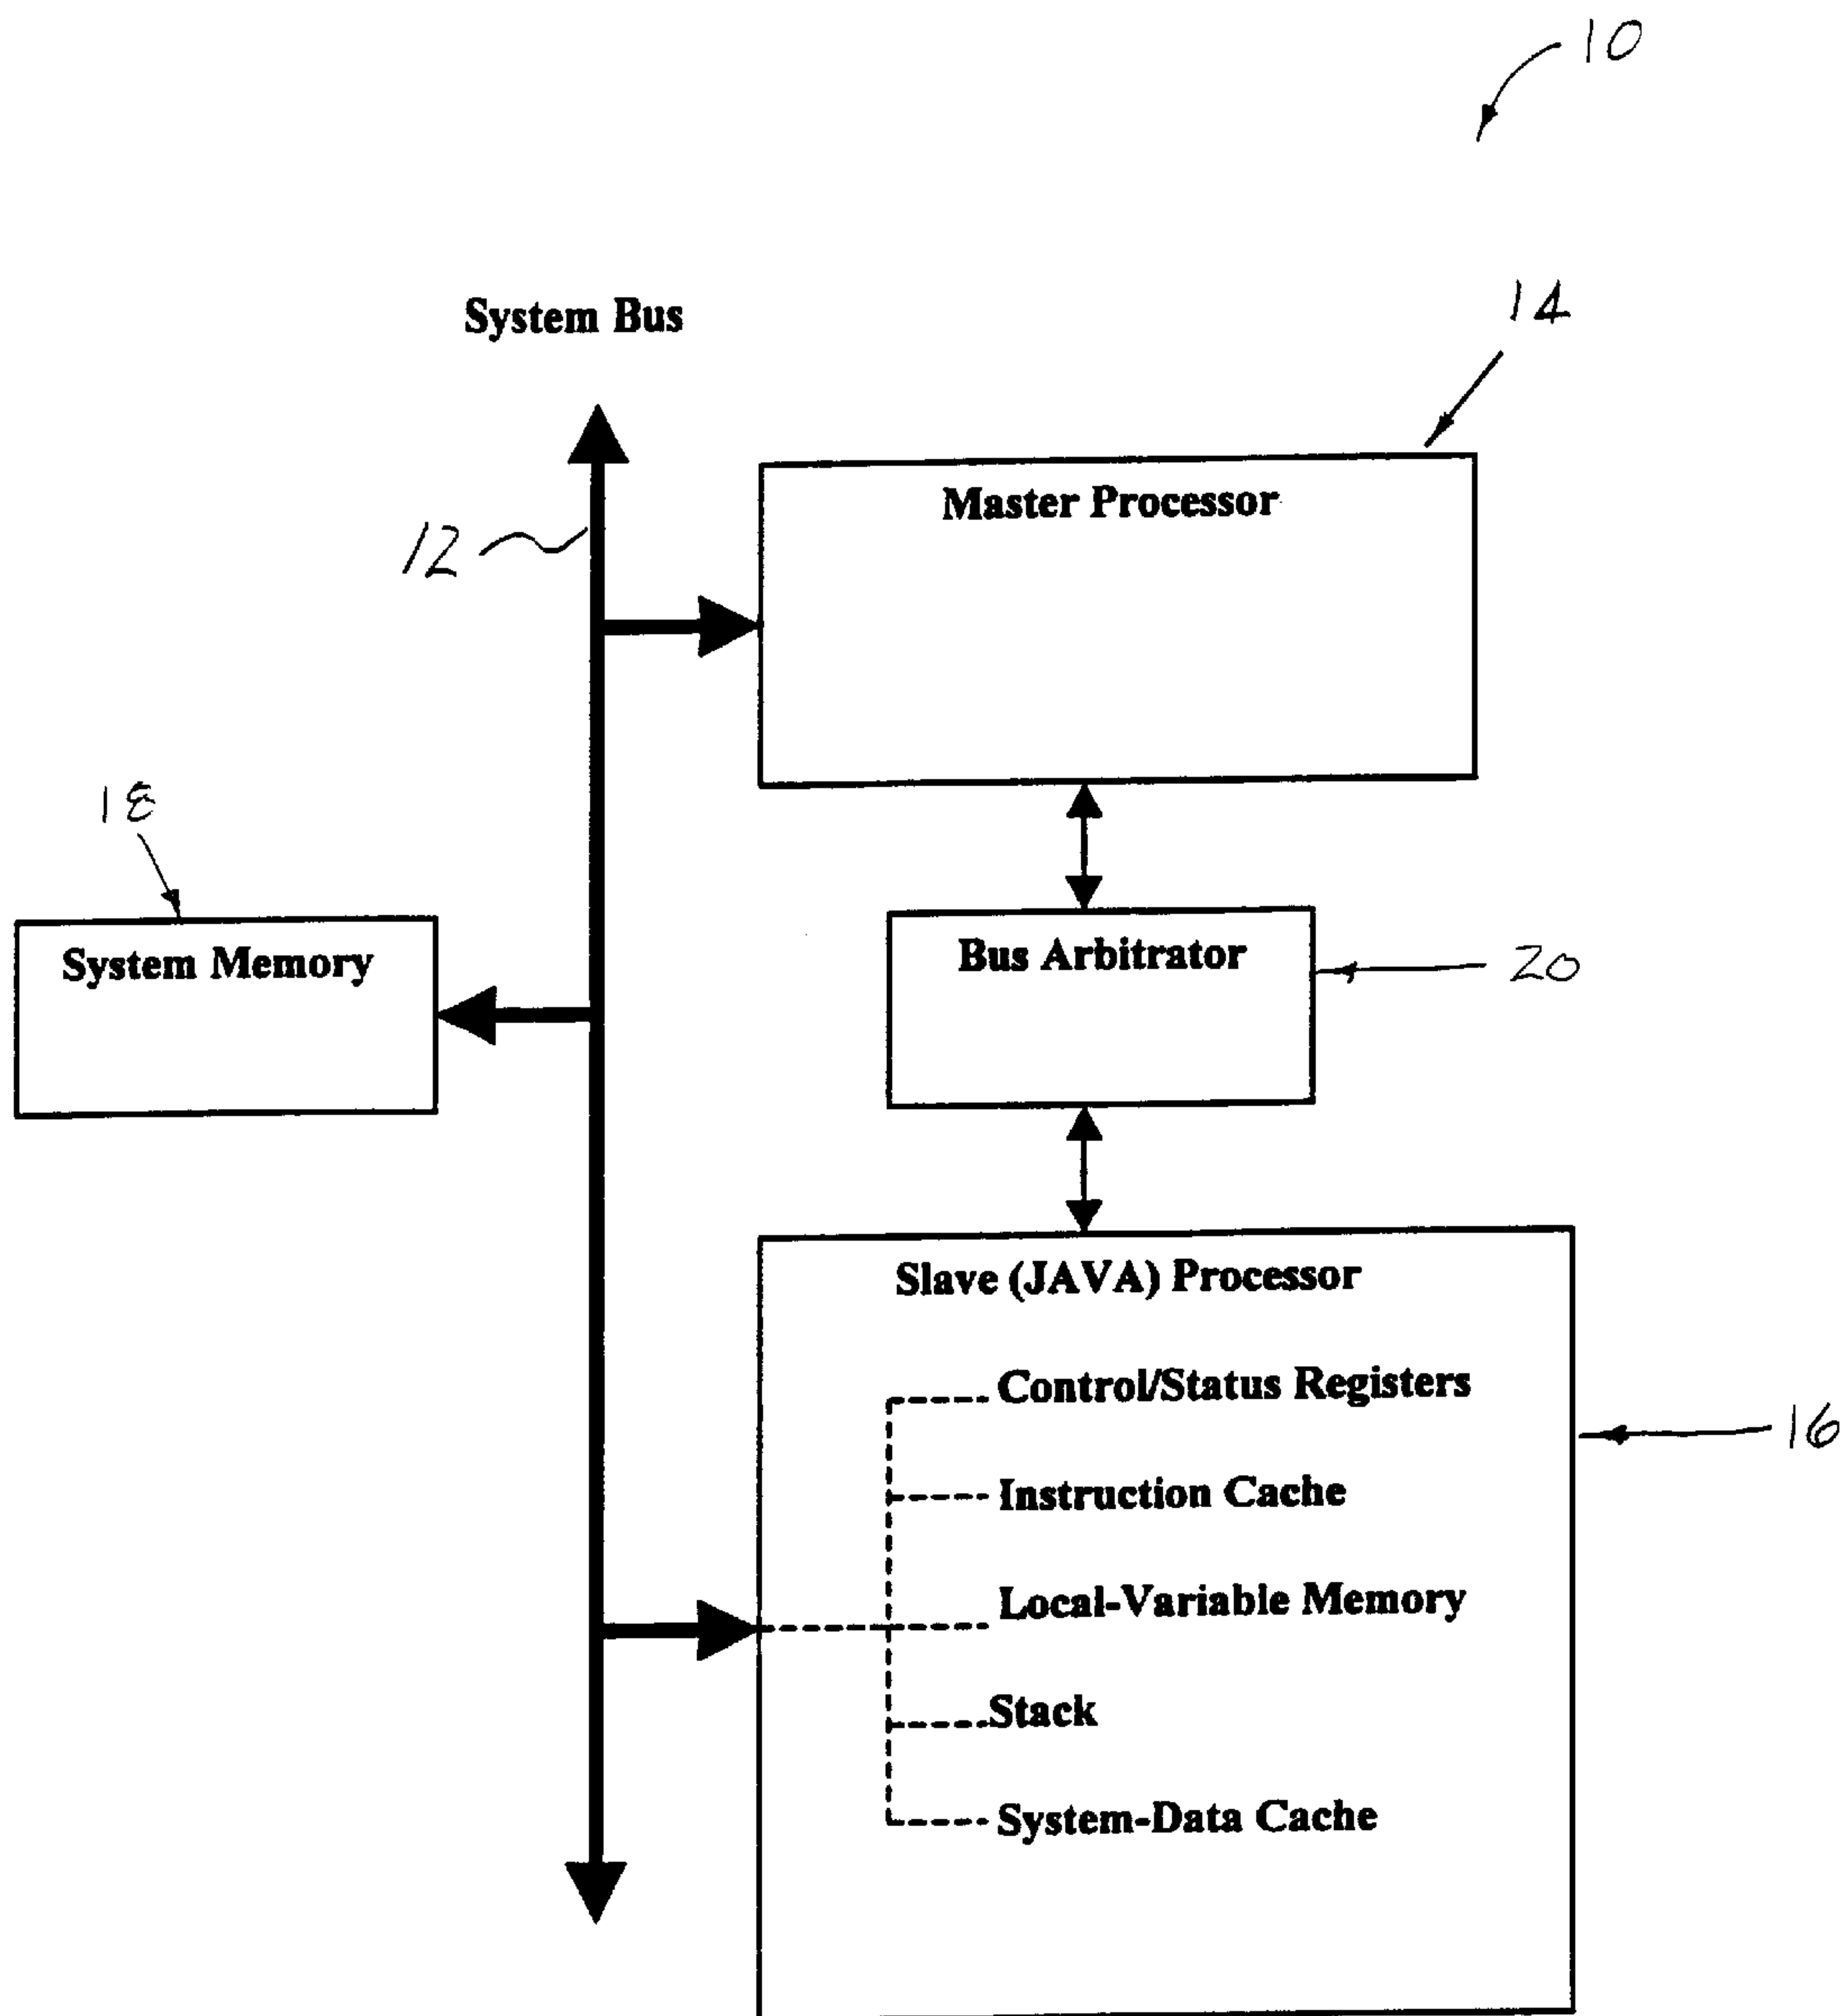 10
System Bus
14
Master Processor
12
18
System Memory
Bus Arbitrator
20
Slave (JAVA) Processor
Control/Status Registers
16
Instruction Cache
Local-Variable Memory
Stack
System-Data Cache